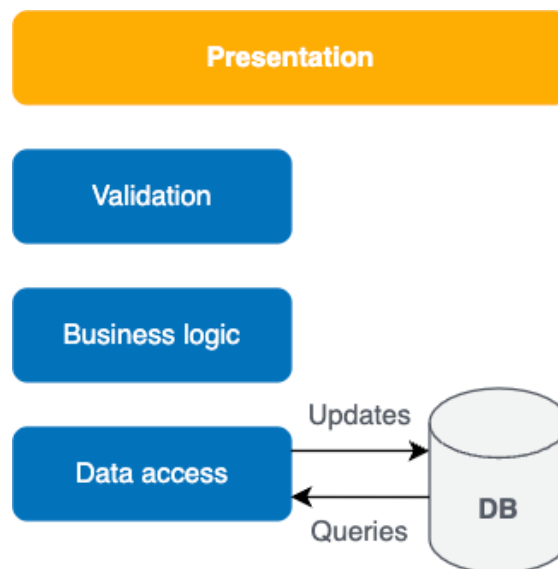 Presentation
Validation
Business logic
Updates
Data access
DB
Queries